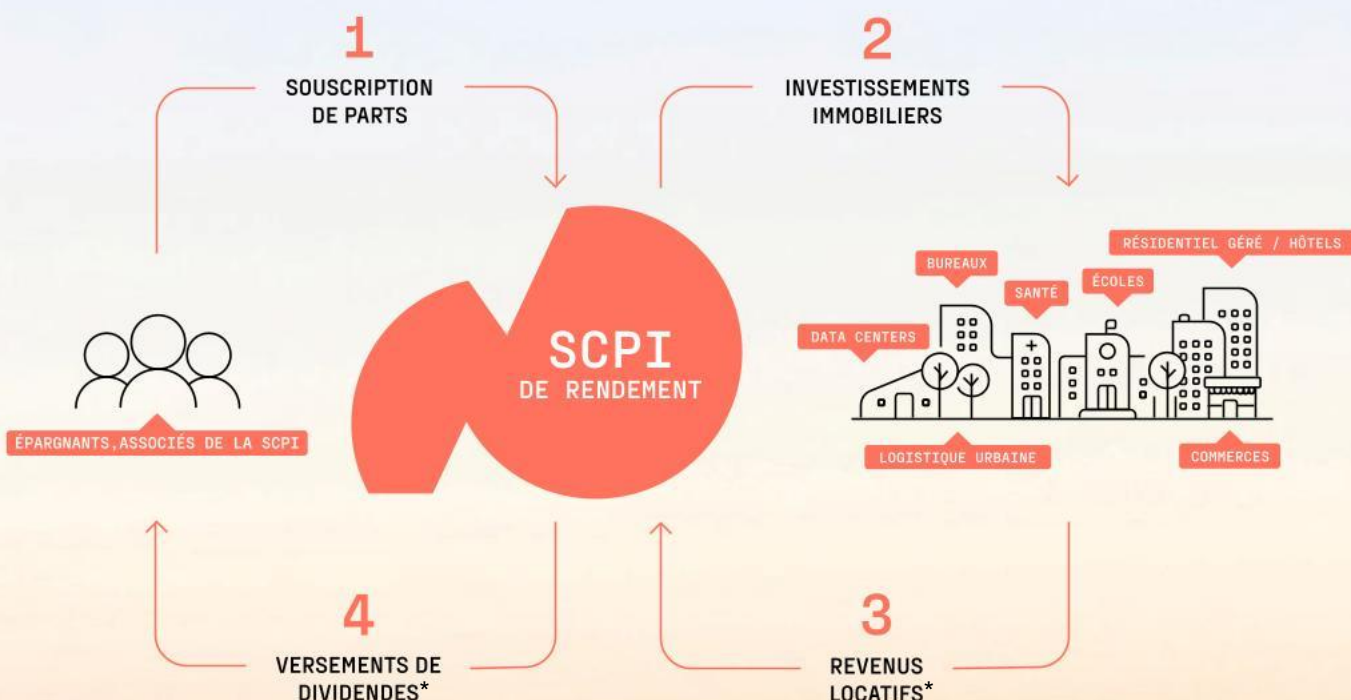 1
SOUSCRIPTION
DE PARTS
2
INVESTISSEMENTS
IMMOBILIERS
RÉSIDENTIEL GÉRÉ / HÔTELS
BUREAUX
ÉCOLES
SANTÉ
DATA CENTERS
SCPI
DE RENDEMENT
ÉPARGNANTS,ASSOCIÉS DE LA SCPI
LOGISTIQUE URBAINE
COMMERCES
4
VERSEMENTS DE
DIVIDENDES*
3
REVENUS
LOCATIFS*